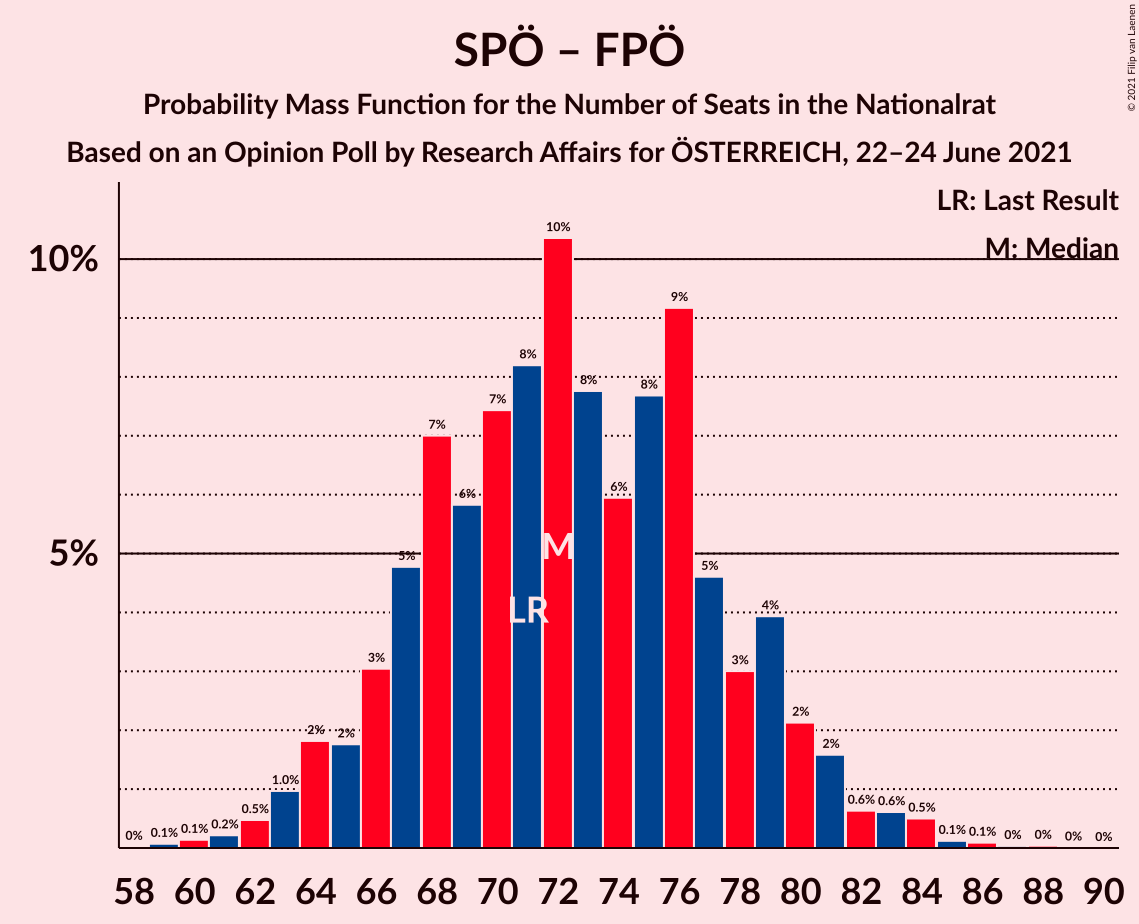 SPÖ – FPÖ
Probability Mass Function for the Number of Seats in the Nationalrat
Based on an Opinion Poll by Research Affairs for ÖSTERREICH, 22–24 June 2021
© 2021 Filip van Laenen
LR: Last Result
M: Median
10%
5%
0% 0.1% 0.1% 0.2% 0.5% 1.0% 2% 2% 3% 5% 7% 6% 7% 8% 10% 8% 6% 8% 9% 5% 3% 4% 2% 2% 0.6% 0.6% 0.5% 0.1% 0.1% 0% 0% 0% 0%
M
LR
58 60 62 64 66 68 70 72 74 76 78 80 82 84 86 88 90